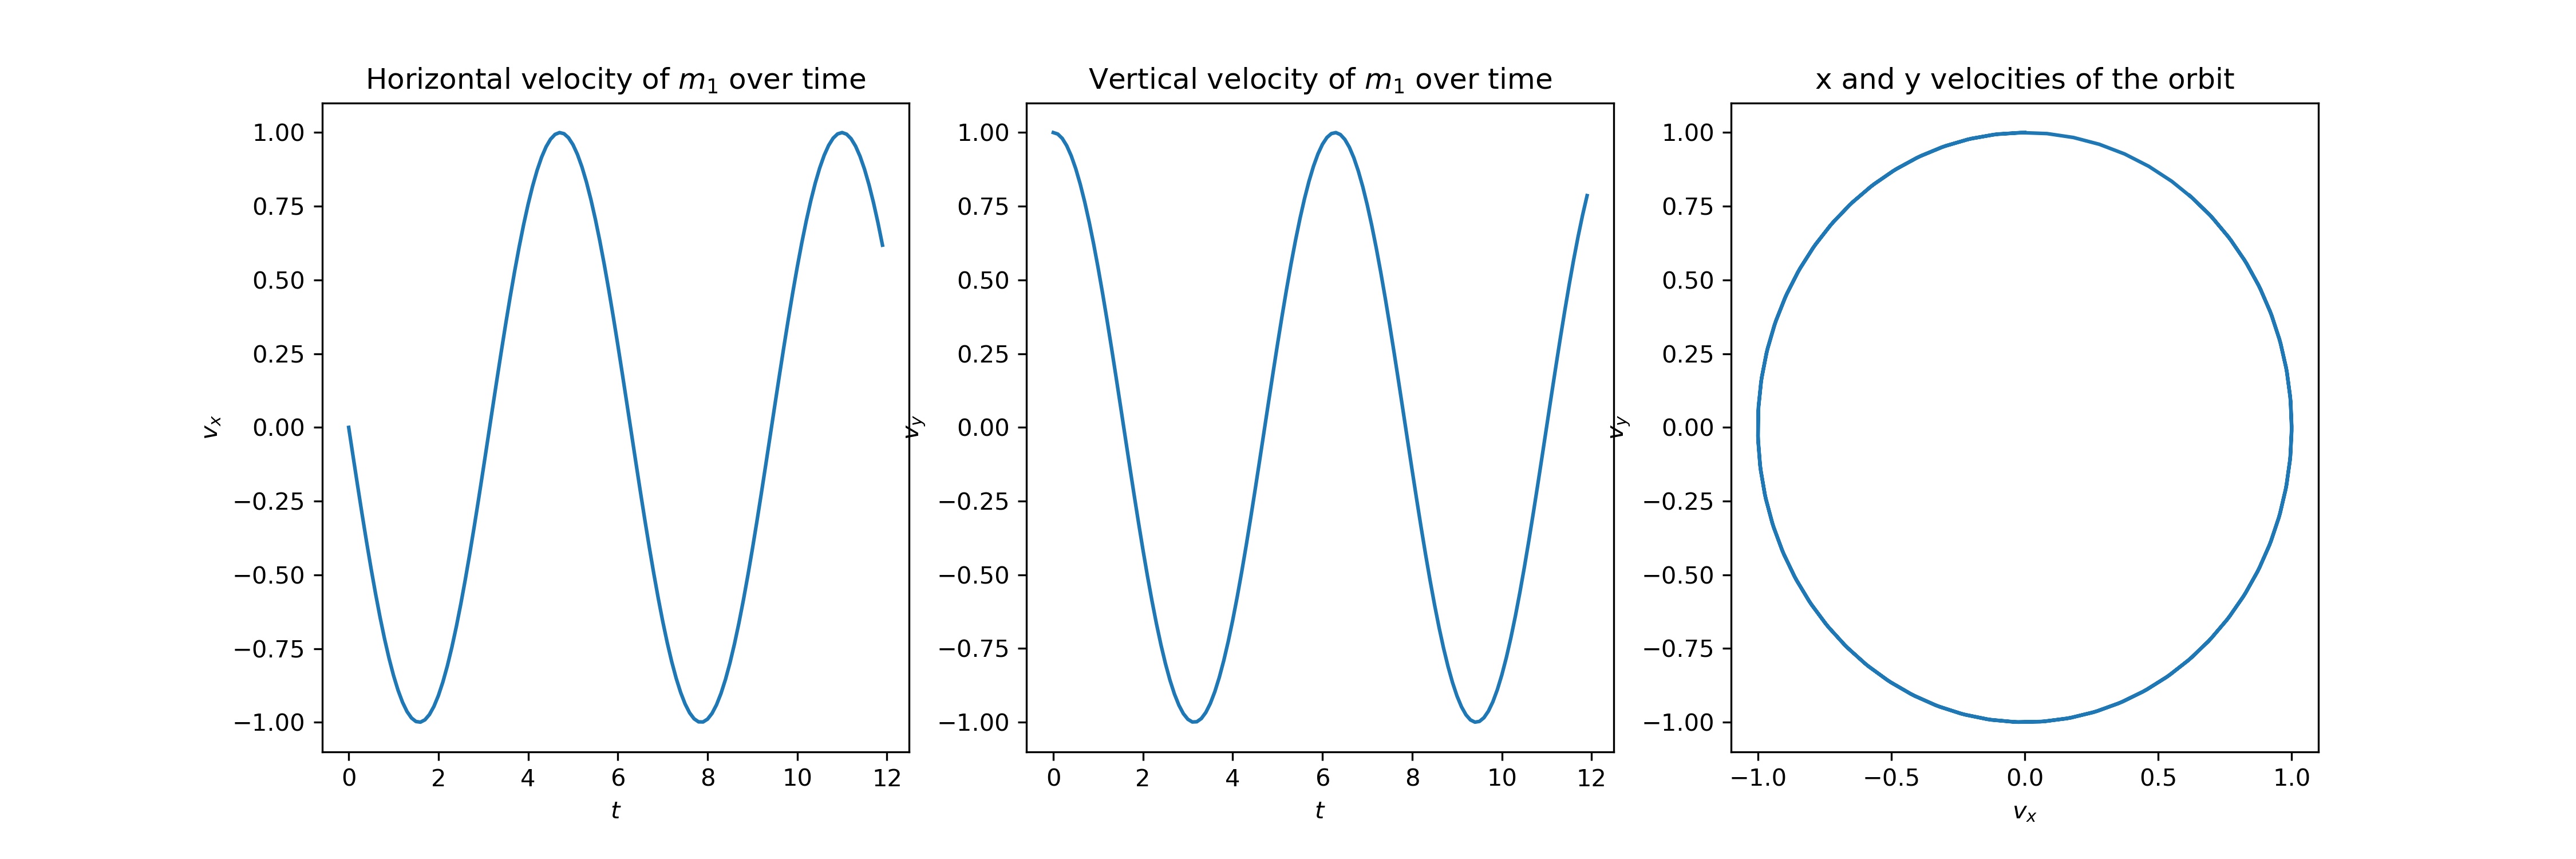 Horizontal velocity of m₁ over time
1.00
0.75
0.50
0.25
0.00
−0.25
−0.50
−0.75
−1.00
vₓ
0 2 4 6 8 10 12
t
Vertical velocity of m₁ over time
1.00
0.75
0.50
0.25
0.00
−0.25
−0.50
−0.75
−1.00
v_y
0 2 4 6 8 10 12
t
x and y velocities of the orbit
1.00
0.75
0.50
0.25
0.00
−0.25
−0.50
−0.75
−1.00
v_y
−1.0 −0.5 0.0 0.5 1.0
vₓ